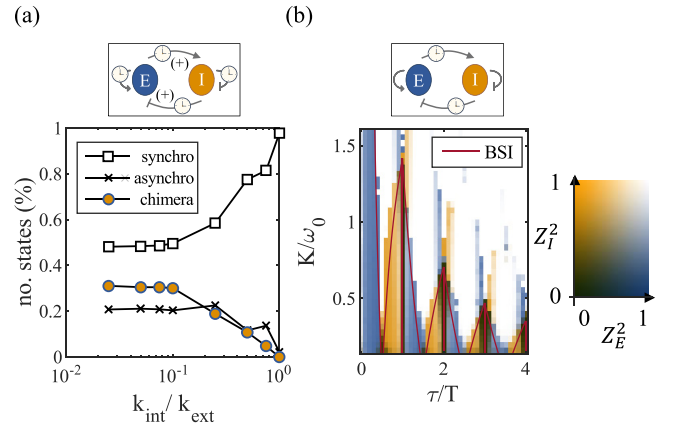 (a)
(b)
(+)
E
I
(+)
E
I
1
0.8
0.6
0.4
0.2
0
no. states (%)
synchro
asynchro
chimera
10^-2
10^-1
10^0
k_int / k_ext
1.5
1
0.5
K/ω_0
BSI
0
2
4
τ/T
1
Z_I^2
0
0
1
Z_E^2